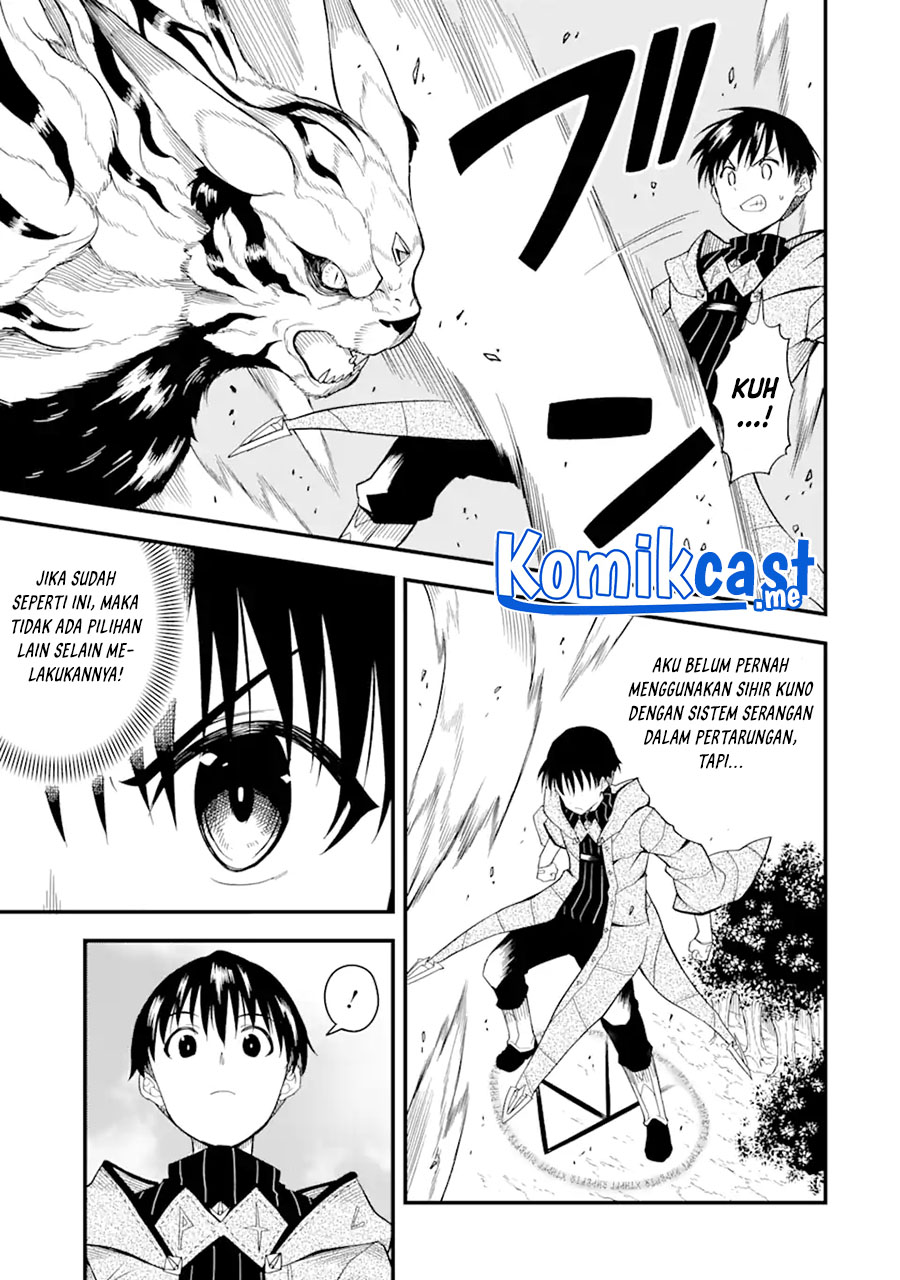 ブン
KUH
...!
Komikcast
.me
AKU BELUM PERNAH
MENGGUNAKAN SIHIR KUNO
DENGAN SISTEM SERANGAN
DALAM PERTARUNGAN,
TAPI...
JIKA SUDAH
SEPERTI INI, MAKA
TIDAK ADA PILIHAN
LAIN SELAIN ME-
LAKUKANNYA!
!